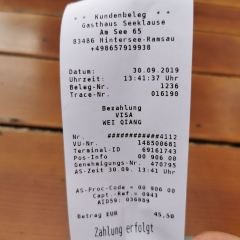 * * Kundenbeleg * *
Gasthaus Seeklause
Am See 65
83486 Hintersee-Ramsau
+498657919938
Datum: 30.09.2019
Uhrzeit: 13:41:37 Uhr
Beleg-Nr. 1236
Trace-Nr. 016190
Bezahlung
VISA
WEI QIANG
Nr. ############4112
VU-Nr. 148500681
Terminal-ID 69161743
Pos-Info 00 906 00
Genehmigungs-Nr. 470795
AS-Zeit 30.09. 13:41 Uhr
AS-Proc-Code = 00 906 00
Capt.-Ref.= 0943
AID59: 036089
Betrag EUR 45,50
Zahlung erfolgt